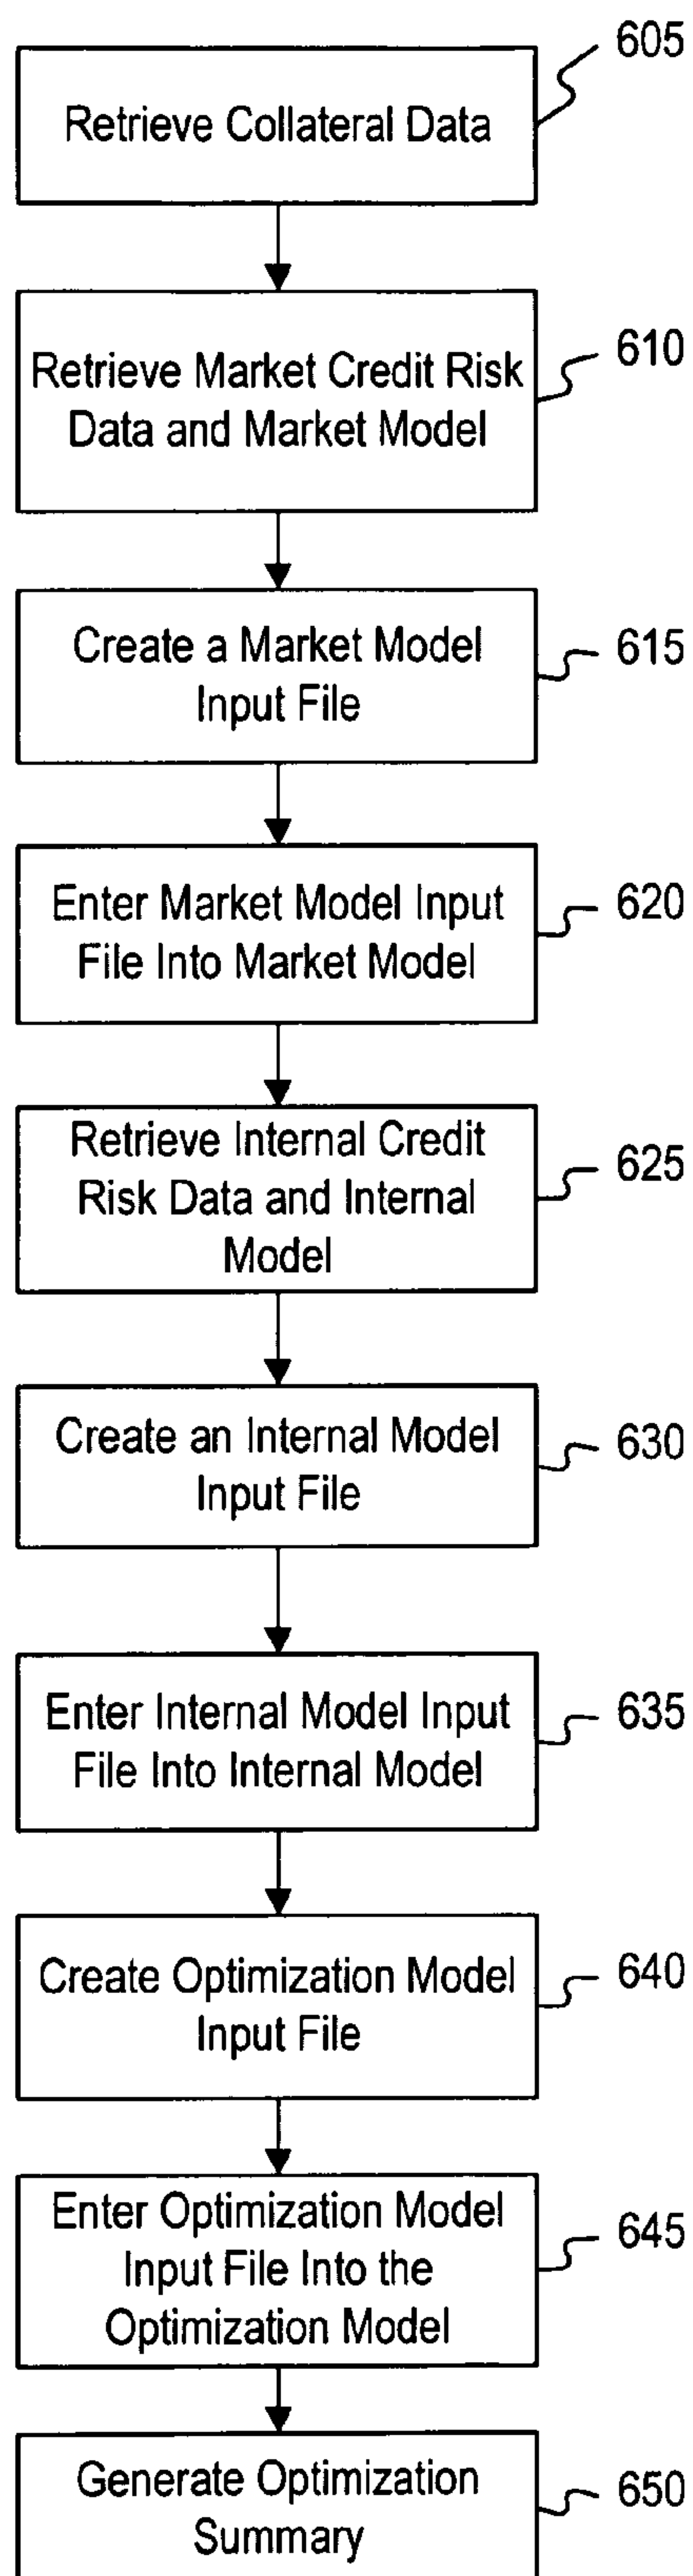 605
Retrieve Collateral Data
610
Retrieve Market Credit Risk
Data and Market Model
615
Create a Market Model
Input File
620
Enter Market Model Input
File Into Market Model
625
Retrieve Internal Credit
Risk Data and Internal
Model
630
Create an Internal Model
Input File
635
Enter Internal Model Input
File Into Internal Model
640
Create Optimization Model
Input File
645
Enter Optimization Model
Input File Into the
Optimization Model
650
Generate Optimization
Summary